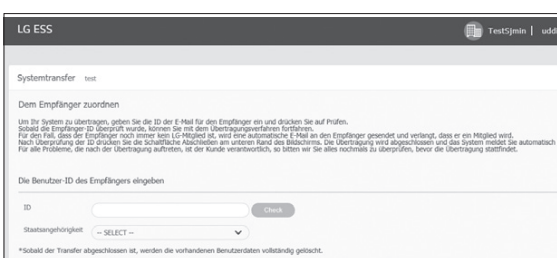 LG ESS
TestSjmin | uddi
Systemtransfer test
Dem Empfänger zuordnen
Um Ihr System zu übertragen, geben Sie die ID der E-Mail für den Empfänger ein und drücken Sie auf Prüfen.
Sobald die Empfänger-ID überprüft wurde, können Sie mit dem Übertragungsverfahren fortfahren.
Für den Fall, dass der Empfänger noch immer kein LG-Mitglied ist, wird eine automatische E-Mail an den Empfänger gesendet und verlangt, dass er ein Mitglied wird.
Nach Überprüfung der ID drücken Sie die Schaltfläche Abschließen am unteren Rand des Bildschirms. Die Übertragung wird abgeschlossen und das System meldet Sie automatisch
Für alle Probleme, die nach der Übertragung auftreten, ist der Kunde verantwortlich, so bitten wir Sie alles nochmals zu überprüfen, bevor die Übertragung stattfindet.
Die Benutzer-ID des Empfängers eingeben
ID Check
Staatsangehörigkeit -- SELECT --
*Sobald der Transfer abgeschlossen ist, werden die vorhandenen Benutzerdaten vollständig gelöscht.